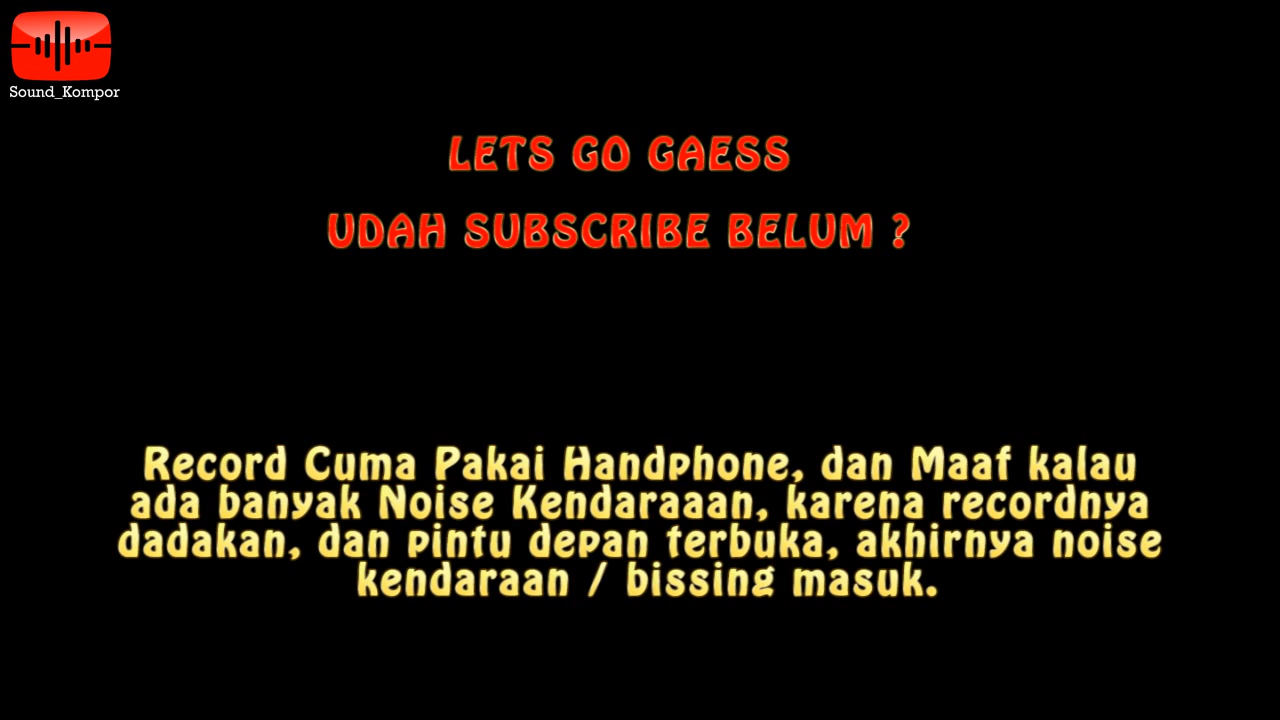 Sound_Kompor
LETS GO GAESS
UDAH SUBSCRIBE BELUM ?
Record Cuma Pakai Handphone, dan Maaf kalau
ada banyak Noise Kendaraaan, karena recordnya
dadakan, dan pintu depan terbuka, akhirnya noise
kendaraan / bissing masuk.